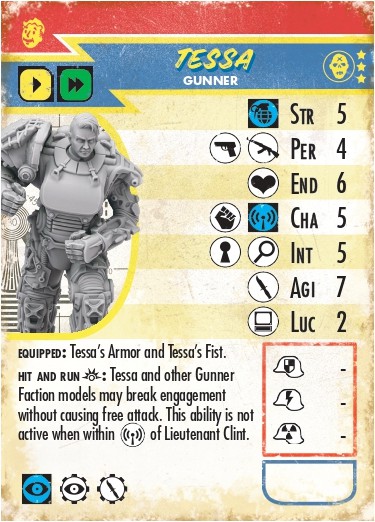 TESSA
GUNNER
STR 5
PER 4
END 6
CHA 5
INT 5
AGI 7
LUC 2
EQUIPPED: Tessa's Armor and Tessa's Fist.
HIT AND RUN : Tessa and other Gunner
Faction models may break engagement
without causing free attack. This ability is not
active when within of Lieutenant Clint.
-
-
-